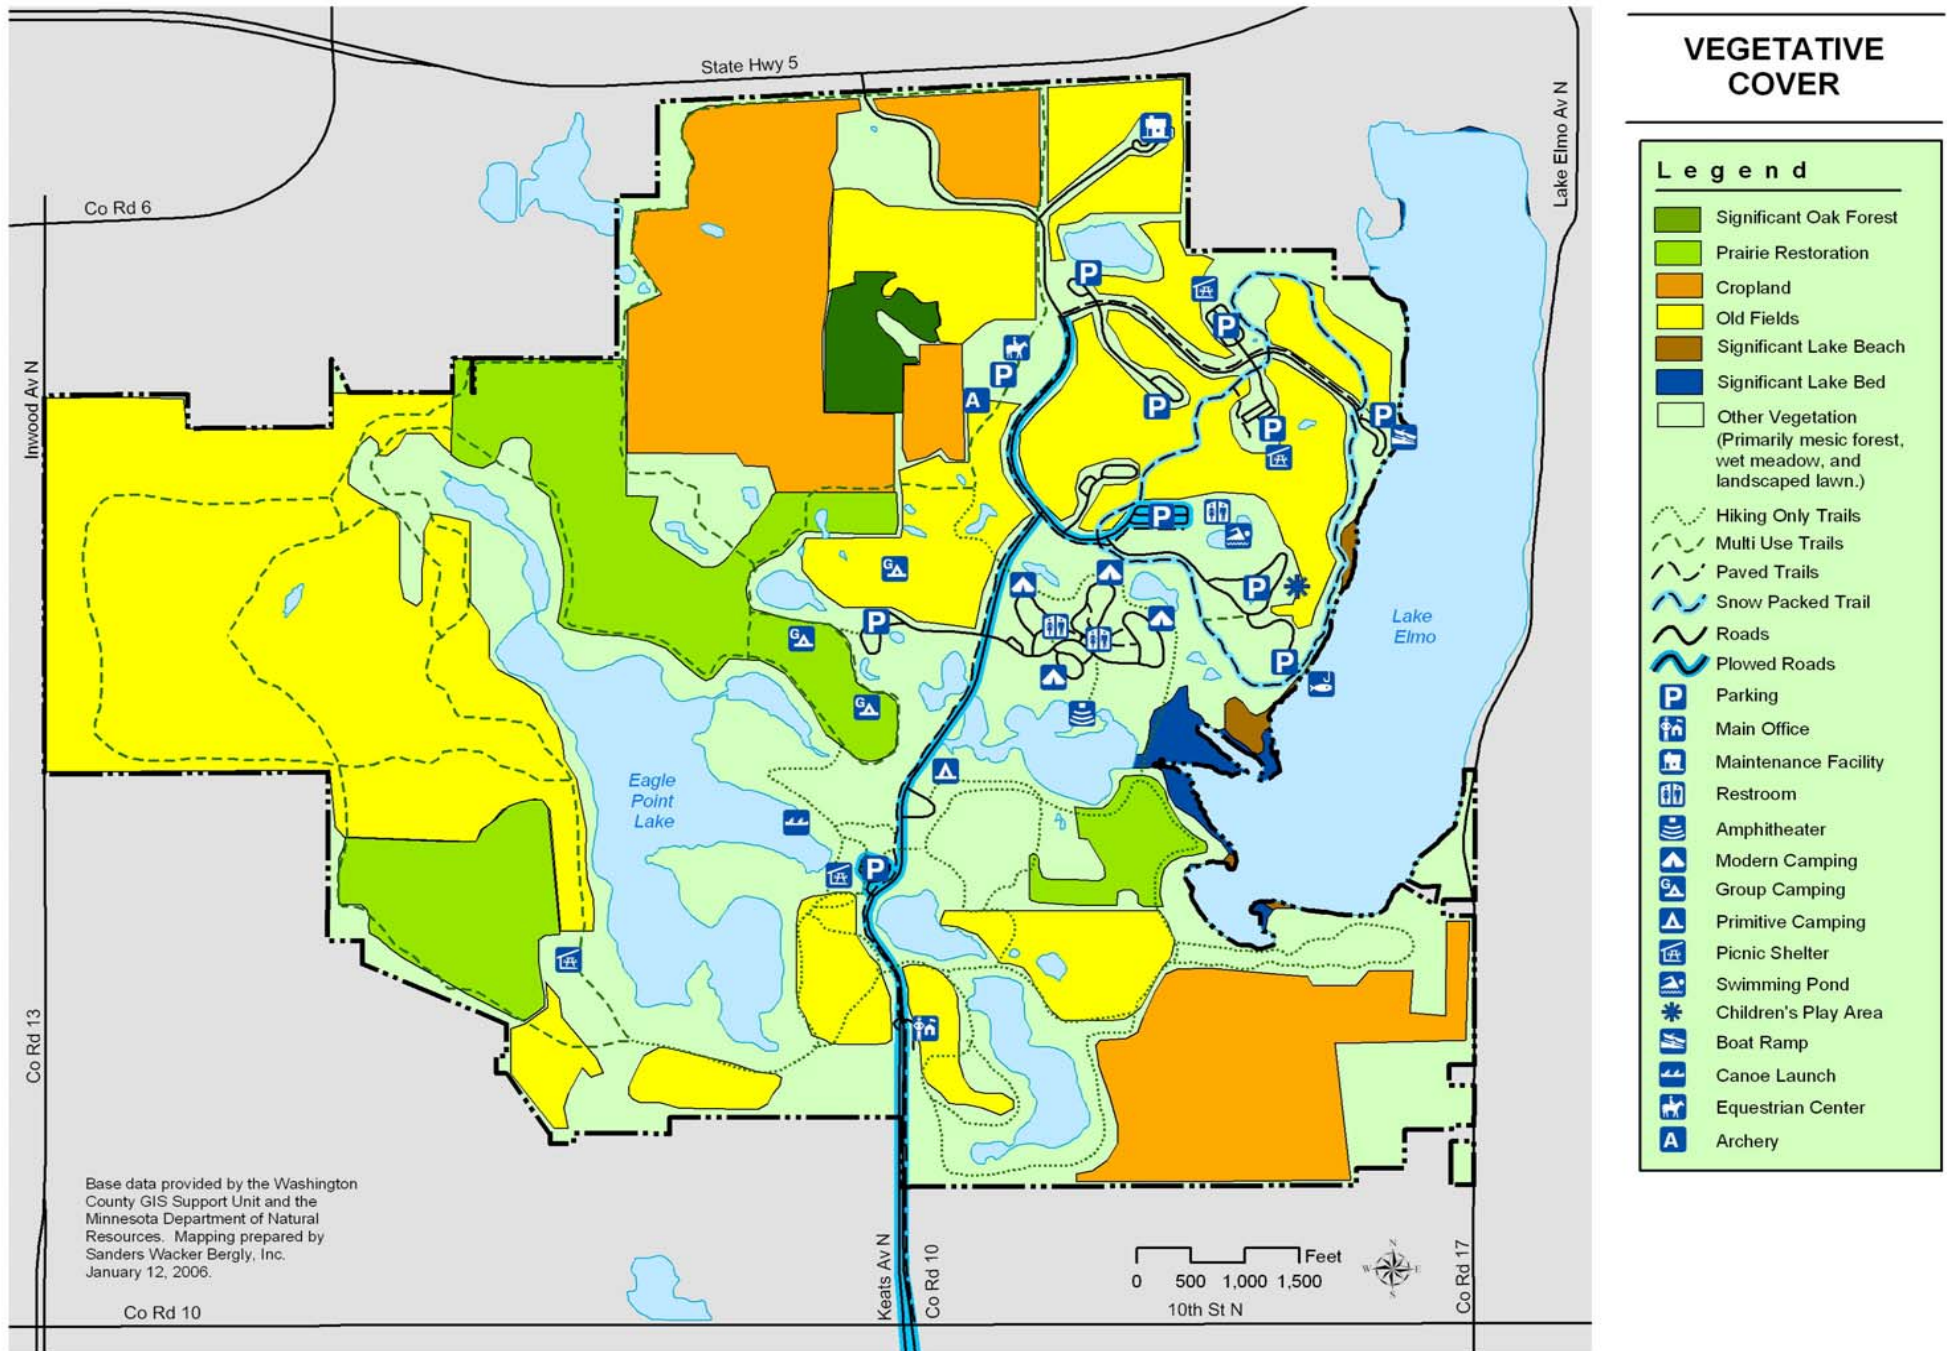 VEGETATIVE
COVER
Legend
Significant Oak Forest
Prairie Restoration
Cropland
Old Fields
Significant Lake Beach
Significant Lake Bed
Other Vegetation
(Primarily mesic forest,
wet meadow, and
landscaped lawn.)
Hiking Only Trails
Multi Use Trails
Paved Trails
Snow Packed Trail
Roads
Plowed Roads
P Parking
Main Office
Maintenance Facility
Restroom
Amphitheater
Modern Camping
G Group Camping
Primitive Camping
Picnic Shelter
Swimming Pond
Children's Play Area
Boat Ramp
Canoe Launch
Equestrian Center
A Archery
State Hwy 5
Lake Elmo Av N
Co Rd 6
Inwood Av N
P
P
P
A
P
P
P
P
G
P
P
P
G
P
G
Lake
Elmo
Eagle
Point
Lake
P
Co Rd 13
Base data provided by the Washington
County GIS Support Unit and the
Minnesota Department of Natural
Resources. Mapping prepared by
Sanders Wacker Bergly, Inc.
January 12, 2006.
Keats Av N
Co Rd 10
Feet
0 500 1,000 1,500
N
W E
S
Co Rd 17
Co Rd 10
10th St N